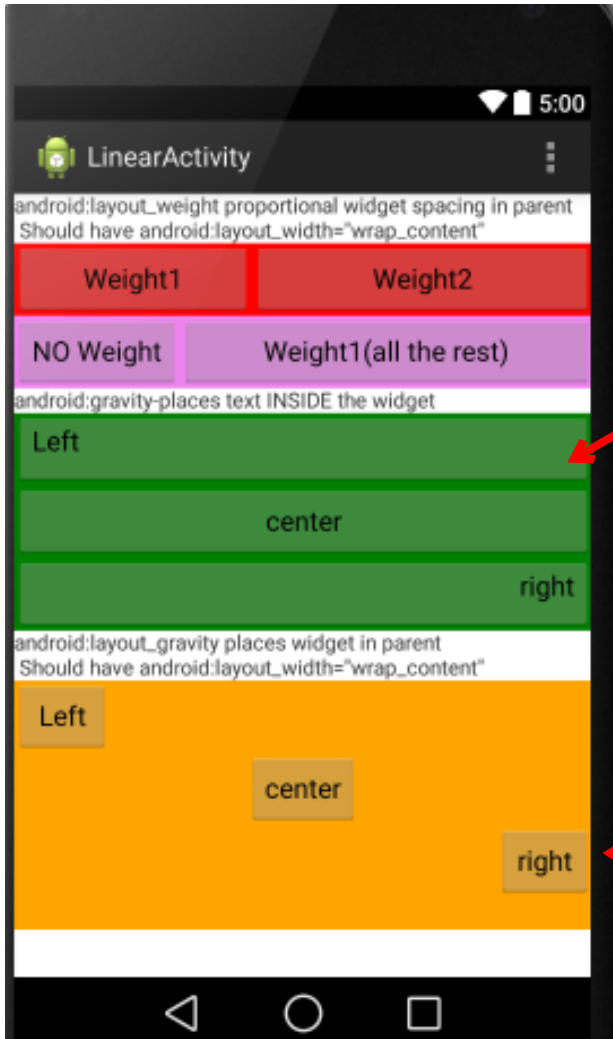 5:00
LinearActivity
android:layout_weight proportional widget spacing in parent
Should have android:layout_width="wrap_content"
Weight1 Weight2
NO Weight Weight1(all the rest)
android:gravity-places text INSIDE the widget
Left
center
right
android:layout_gravity places widget in parent
Should have android:layout_width="wrap_content"
Left
center
right